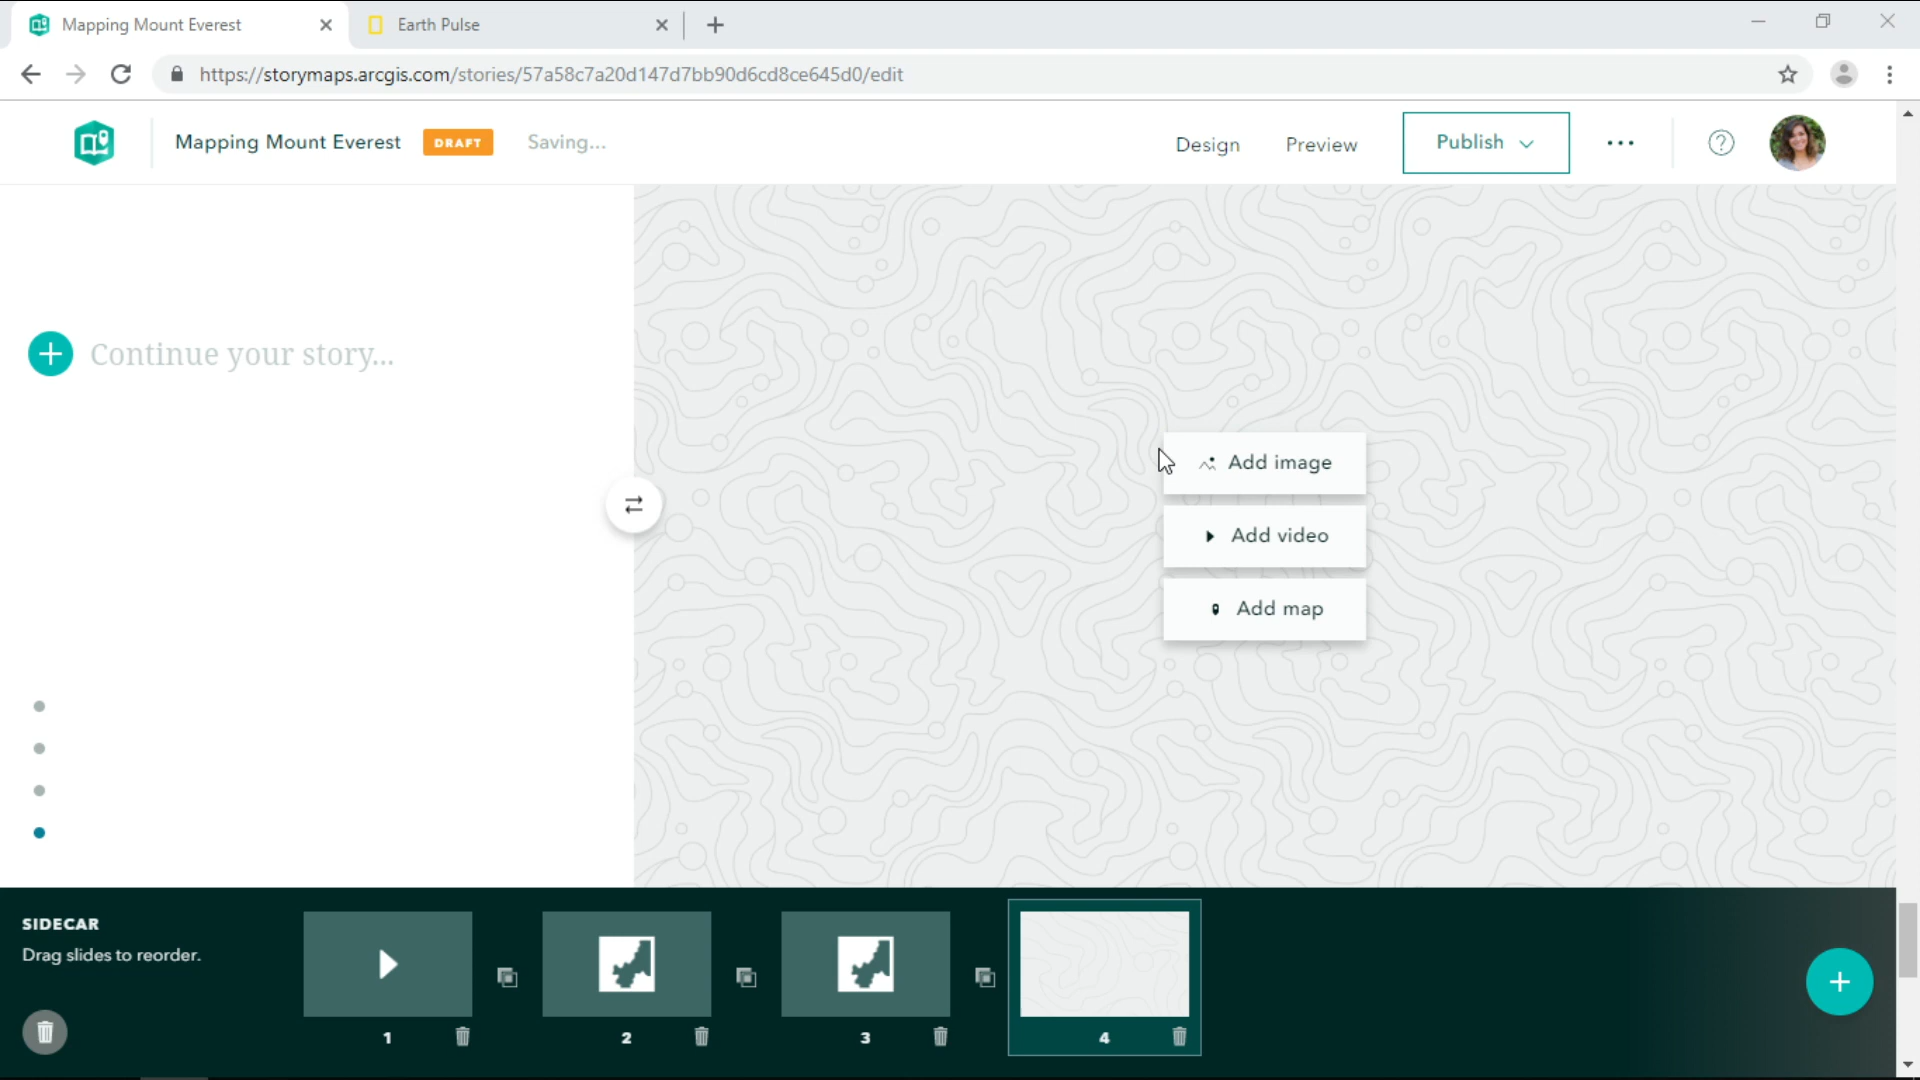 Mapping Mount Everest
Earth Pulse
https://storymaps.arcgis.com/stories/57a58c7a20d147d7bb90d6cd8ce645d0/edit
Mapping Mount Everest DRAFT Saving... Design Preview Publish
Continue your story...
Add image
Add video
Add map
SIDECAR
Drag slides to reorder.
1 2 3 4